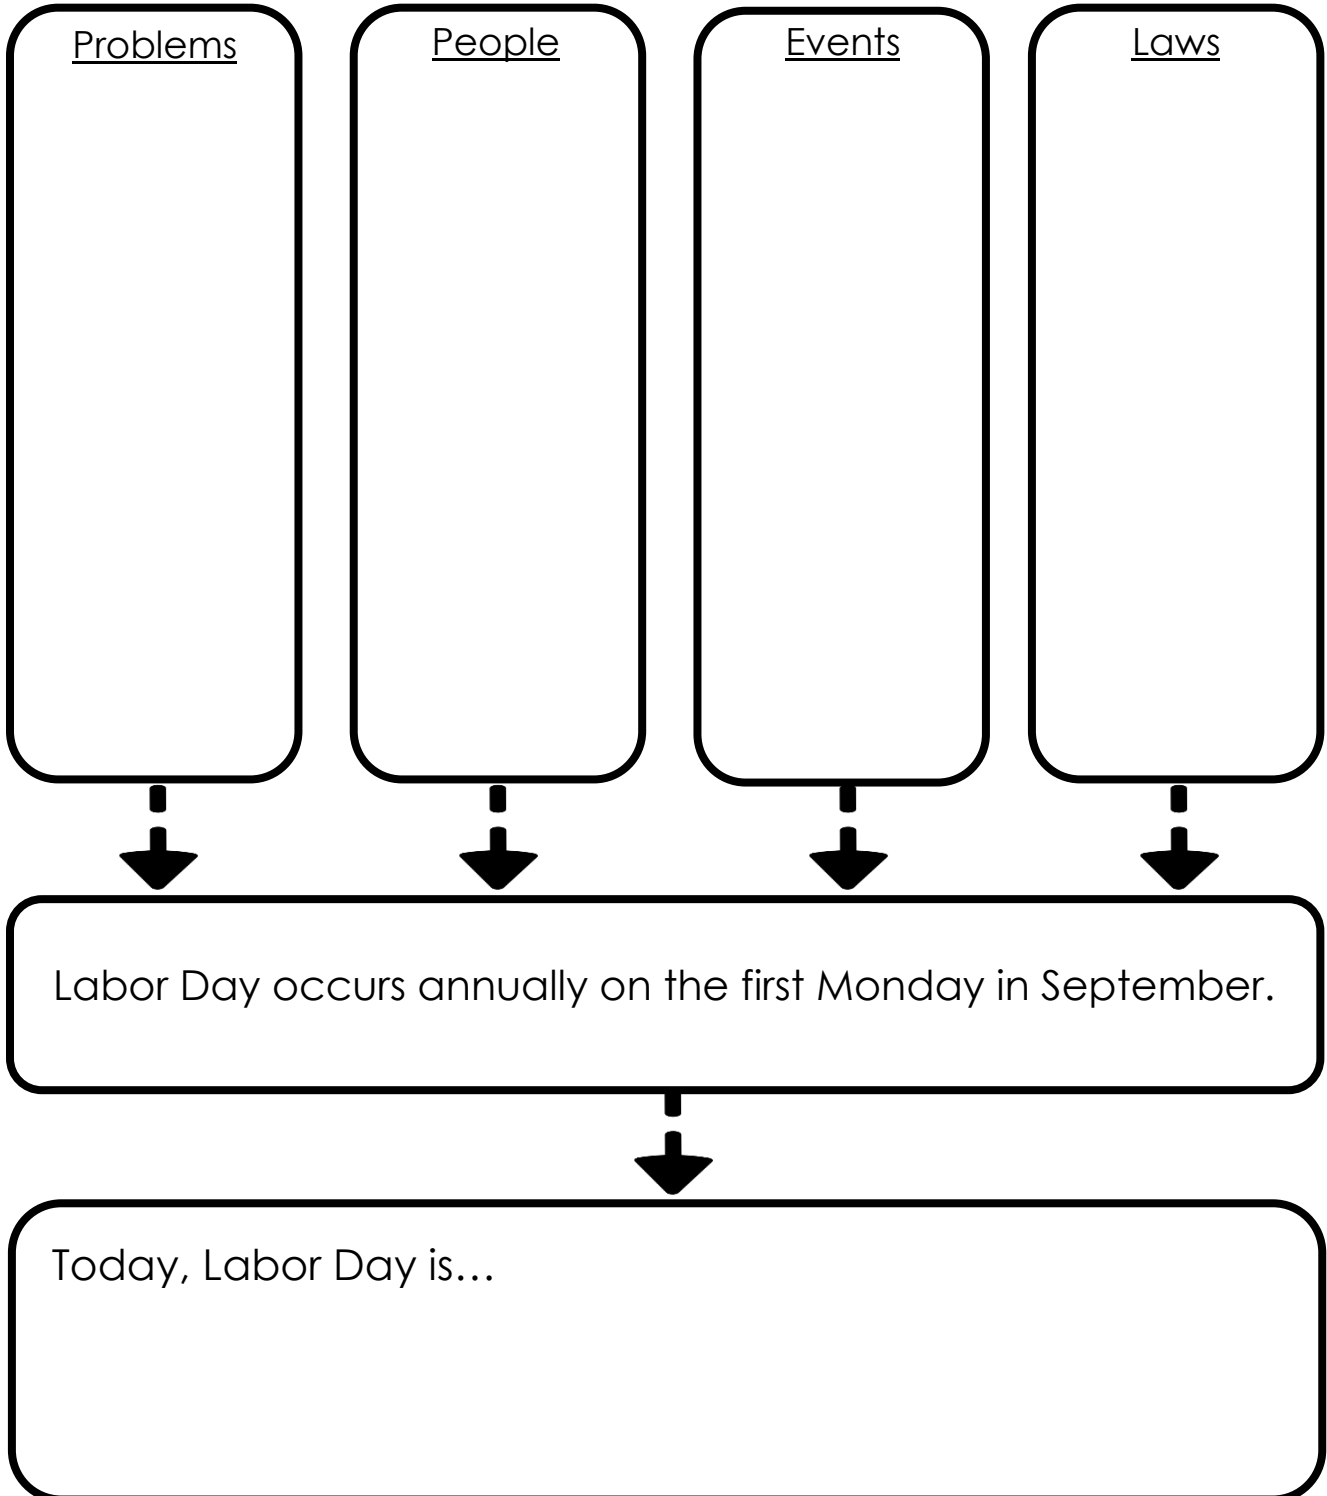 Problems
People
Events
Laws
Labor Day occurs annually on the first Monday in September.
Today, Labor Day is…